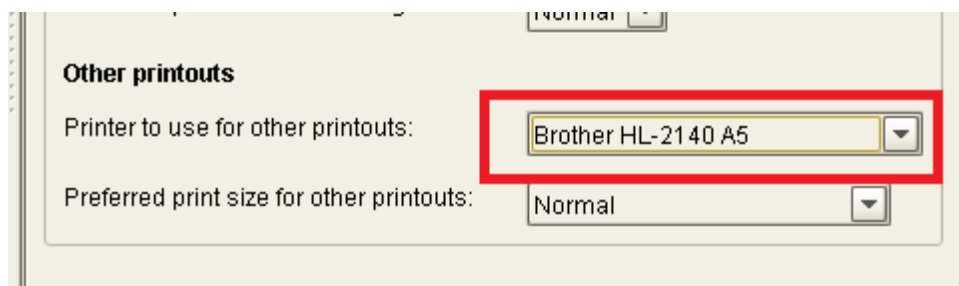 Normal
Other printouts
Printer to use for other printouts:
Brother HL-2140 A5
Preferred print size for other printouts:
Normal